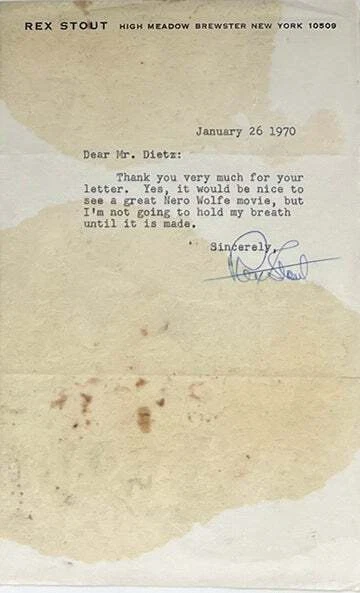 REX STOUT HIGH MEADOW BREWSTER NEW YORK 10509
January 26 1970
Dear Mr. Dietz:
Thank you very much for your
letter. Yes, it would be nice to
see a great Nero Wolfe movie, but
I'm not going to hold my breath
until it is made.
Sincerely,
Rex Stout